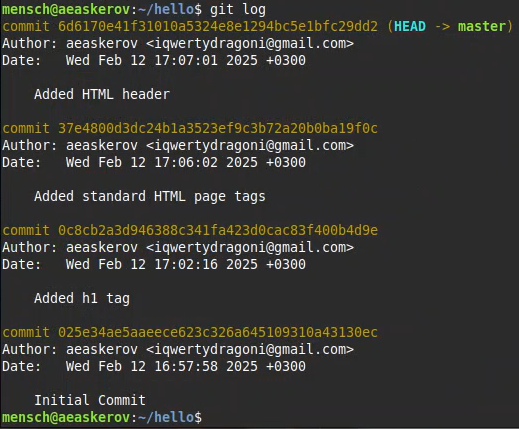 mensch@aeaskerov:~/hello$ git log
commit 6d6170e41f31010a5324e8e1294bc5e1bfc29dd2 (HEAD -> master)
Author: aeaskerov <iqwertydragoni@gmail.com>
Date:   Wed Feb 12 17:07:01 2025 +0300
    Added HTML header
commit 37e4800d3dc24b1a3523ef9c3b72a20b0ba19f0c
Author: aeaskerov <iqwertydragoni@gmail.com>
Date:   Wed Feb 12 17:06:02 2025 +0300
    Added standard HTML page tags
commit 0c8cb2a3d946388c341fa423d0cac83f400b4d9e
Author: aeaskerov <iqwertydragoni@gmail.com>
Date:   Wed Feb 12 17:02:16 2025 +0300
    Added h1 tag
commit 025e34ae5aaeece623c326a645109310a43130ec
Author: aeaskerov <iqwertydragoni@gmail.com>
Date:   Wed Feb 12 16:57:58 2025 +0300
    Initial Commit
mensch@aeaskerov:~/hello$